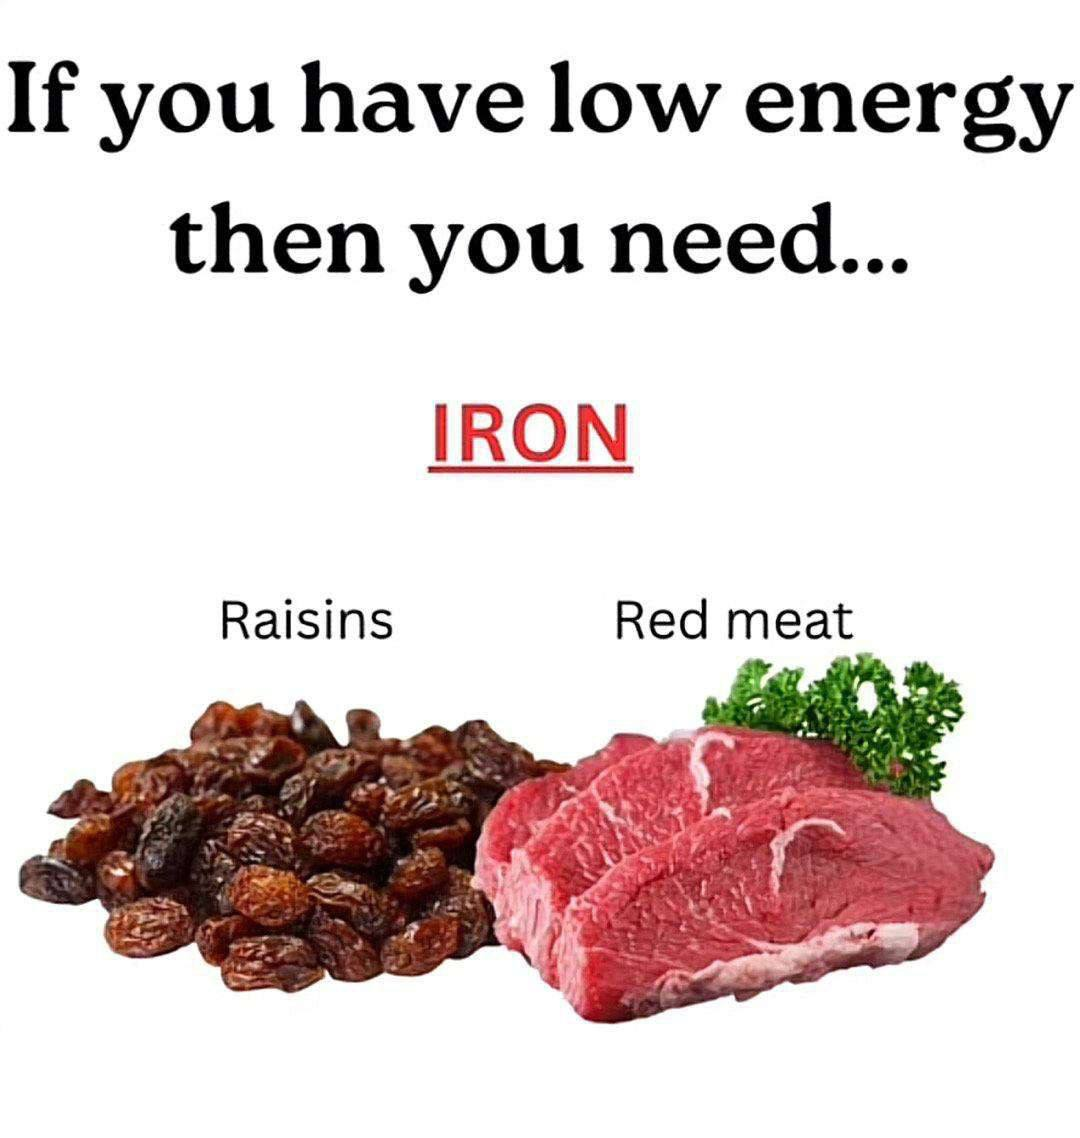 If you have low energy
then you need...
IRON
Raisins Red meat